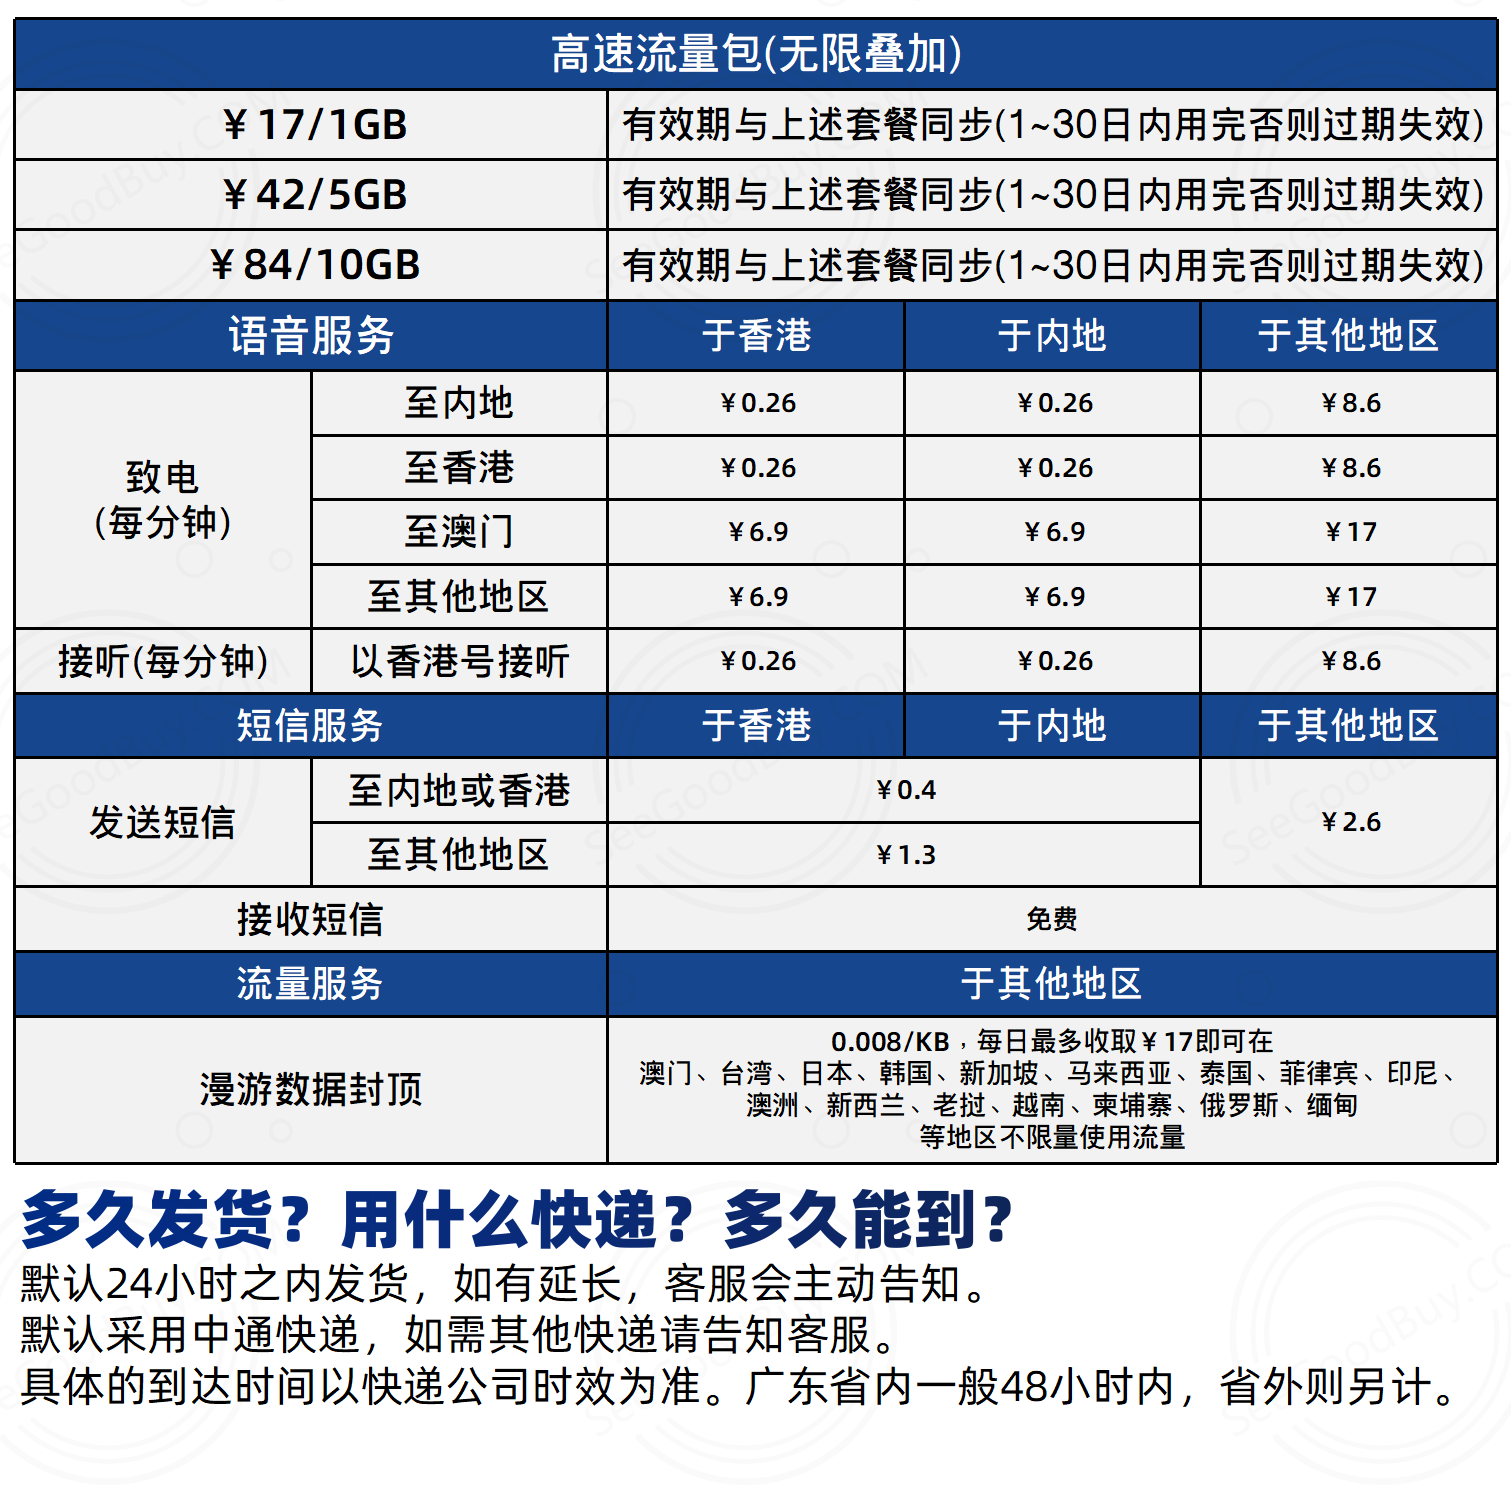 高速流量包(无限叠加)
¥17/1GB 有效期与上述套餐同步(1~30日内用完否则过期失效)
¥42/5GB 有效期与上述套餐同步(1~30日内用完否则过期失效)
¥84/10GB 有效期与上述套餐同步(1~30日内用完否则过期失效)
语音服务 于香港 于内地 于其他地区
致电
(每分钟)
至内地 ¥0.26 ¥0.26 ¥8.6
至香港 ¥0.26 ¥0.26 ¥8.6
至澳门 ¥6.9 ¥6.9 ¥17
至其他地区 ¥6.9 ¥6.9 ¥17
接听(每分钟) 以香港号接听 ¥0.26 ¥0.26 ¥8.6
短信服务 于香港 于内地 于其他地区
发送短信
至内地或香港 ¥0.4
至其他地区 ¥1.3
¥2.6
接收短信 免费
流量服务 于其他地区
漫游数据封顶
0.008/KB，每日最多收取¥17即可在
澳门、台湾、日本、韩国、新加坡、马来西亚、泰国、菲律宾、印尼、
澳洲、新西兰、老挝、越南、柬埔寨、俄罗斯、缅甸
等地区不限量使用流量
多久发货？用什么快递？多久能到？
默认24小时之内发货，如有延长，客服会主动告知。
默认采用中通快递，如需其他快递请告知客服。
具体的到达时间以快递公司时效为准。广东省内一般48小时内，省外则另计。
SeeGoodBuy.COM